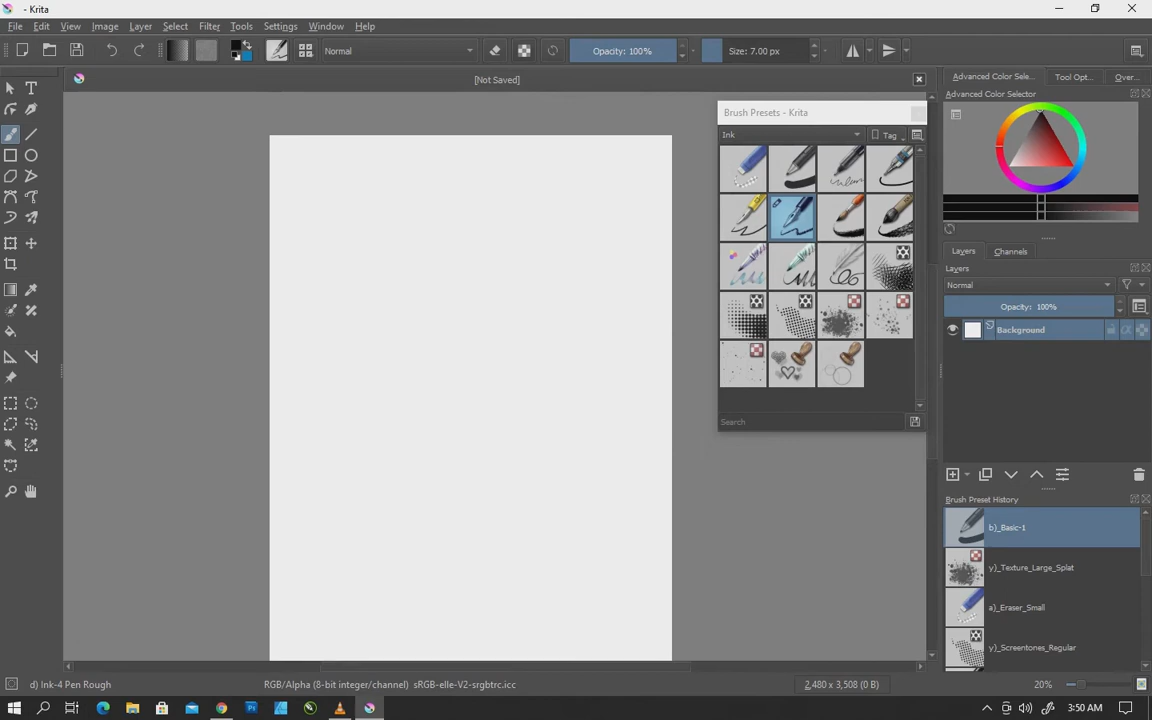 - Krita
File Edit View Image Layer Select Filter Tools Settings Window Help
Normal Opacity: 100% Size: 7.00 px
[Not Saved]
Advanced Color Sele... Tool Opt... Over...
Advanced Color Selector
Brush Presets - Krita
Ink Tag
Layers Channels
Layers
Normal
Opacity: 100%
Background
Search
Brush Preset History
b)_Basic-1
y)_Texture_Large_Splat
a)_Eraser_Small
y)_Screentones_Regular
d) Ink-4 Pen Rough RGB/Alpha (8-bit integer/channel) sRGB-elle-V2-srgbtrc.icc 2,480 x 3,508 (0 B) 20%
3:50 AM